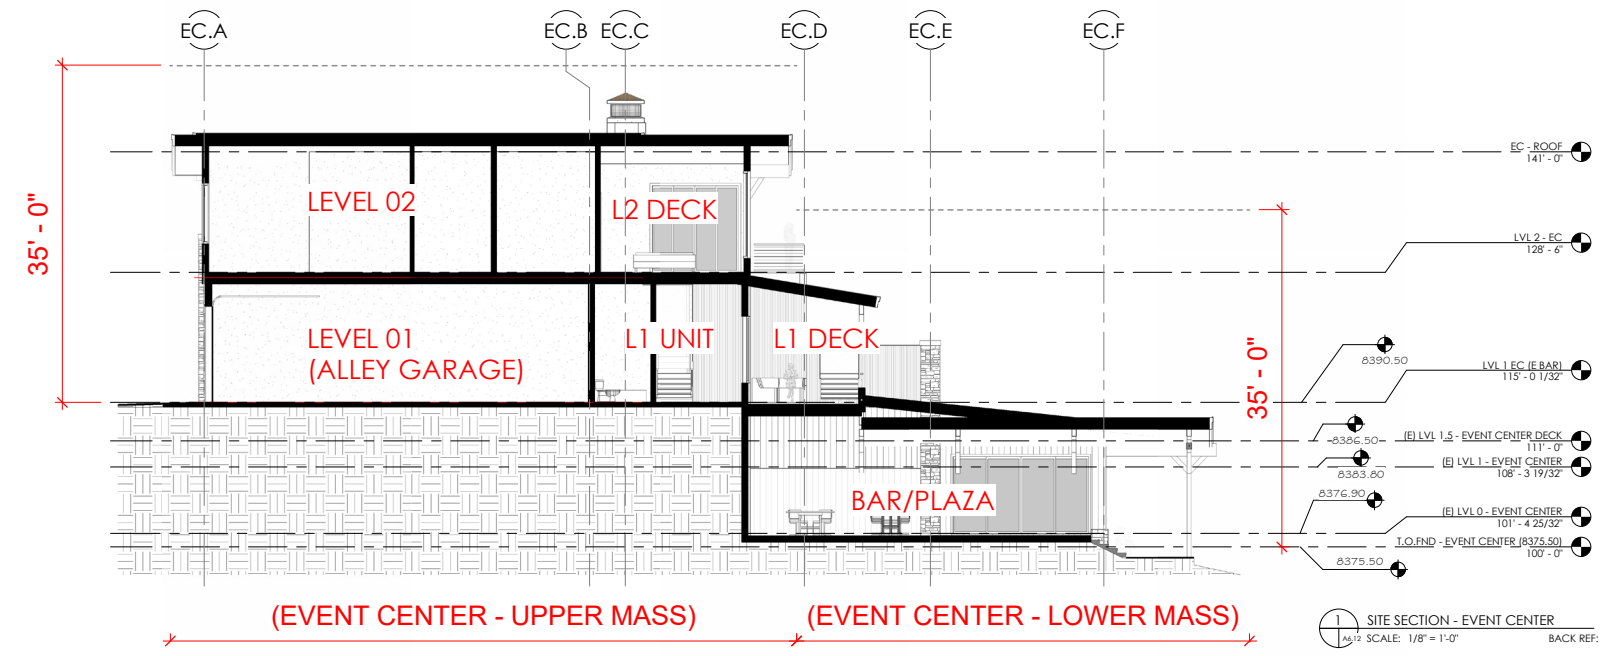 EC.A
EC.B
EC.C
EC.D
EC.E
EC.F
35' - 0"
LEVEL 02
L2 DECK
LEVEL 01
(ALLEY GARAGE)
L1 UNIT
L1 DECK
BAR/PLAZA
35' - 0"
EC - ROOF
141' - 0"
LVL 2 - EC
128' - 6"
8390.50
LVL 1 EC (E BAR)
115' - 0 1/32"
8386.50
(E) LVL 1.5 - EVENT CENTER DECK
111' - 0"
(E) LVL 1 - EVENT CENTER
108' - 3 19/32"
8383.80
8376.90
(E) LVL 0 - EVENT CENTER
101' - 4 25/32"
T.O.FND - EVENT CENTER (8375.50)
100' - 0"
8375.50
(EVENT CENTER - UPPER MASS)
(EVENT CENTER - LOWER MASS)
1
A6.12
SITE SECTION - EVENT CENTER
SCALE: 1/8" = 1'-0"
BACK REF: